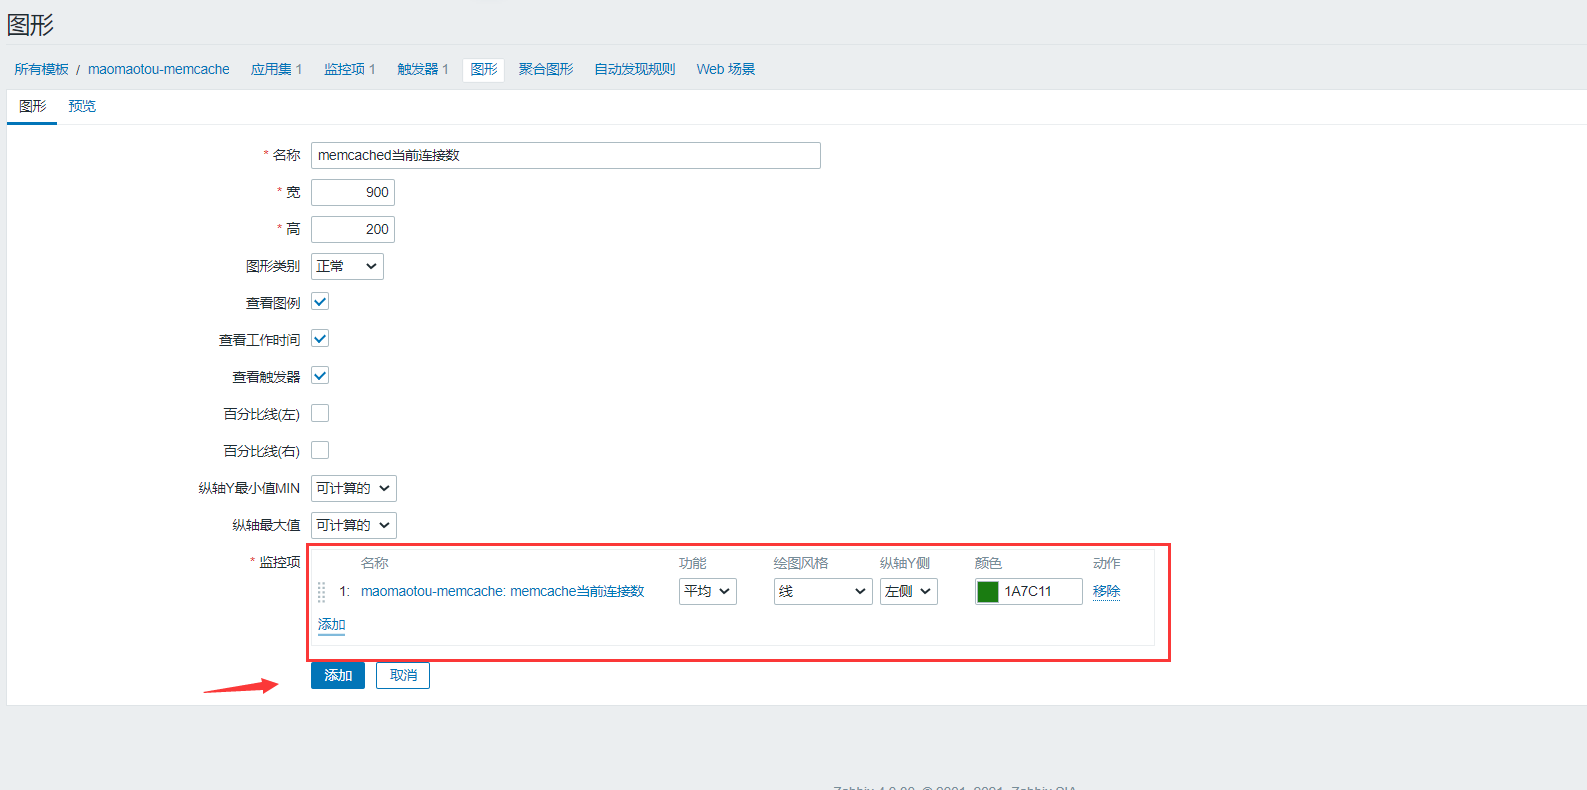 图形
所有模板 / maomaotou-memcache 应用集 1 监控项 1 触发器 1 图形 聚合图形 自动发现规则 Web 场景
图形 预览
* 名称 memcached当前连接数
* 宽 900
* 高 200
图形类别 正常
查看图例
查看工作时间
查看触发器
百分比线(左)
百分比线(右)
纵轴Y最小值MIN 可计算的
纵轴最大值 可计算的
* 监控项 名称 功能 绘图风格 纵轴Y侧 颜色 动作
1: maomaotou-memcache: memcache当前连接数 平均 线 左侧 1A7C11 移除
添加
添加 取消